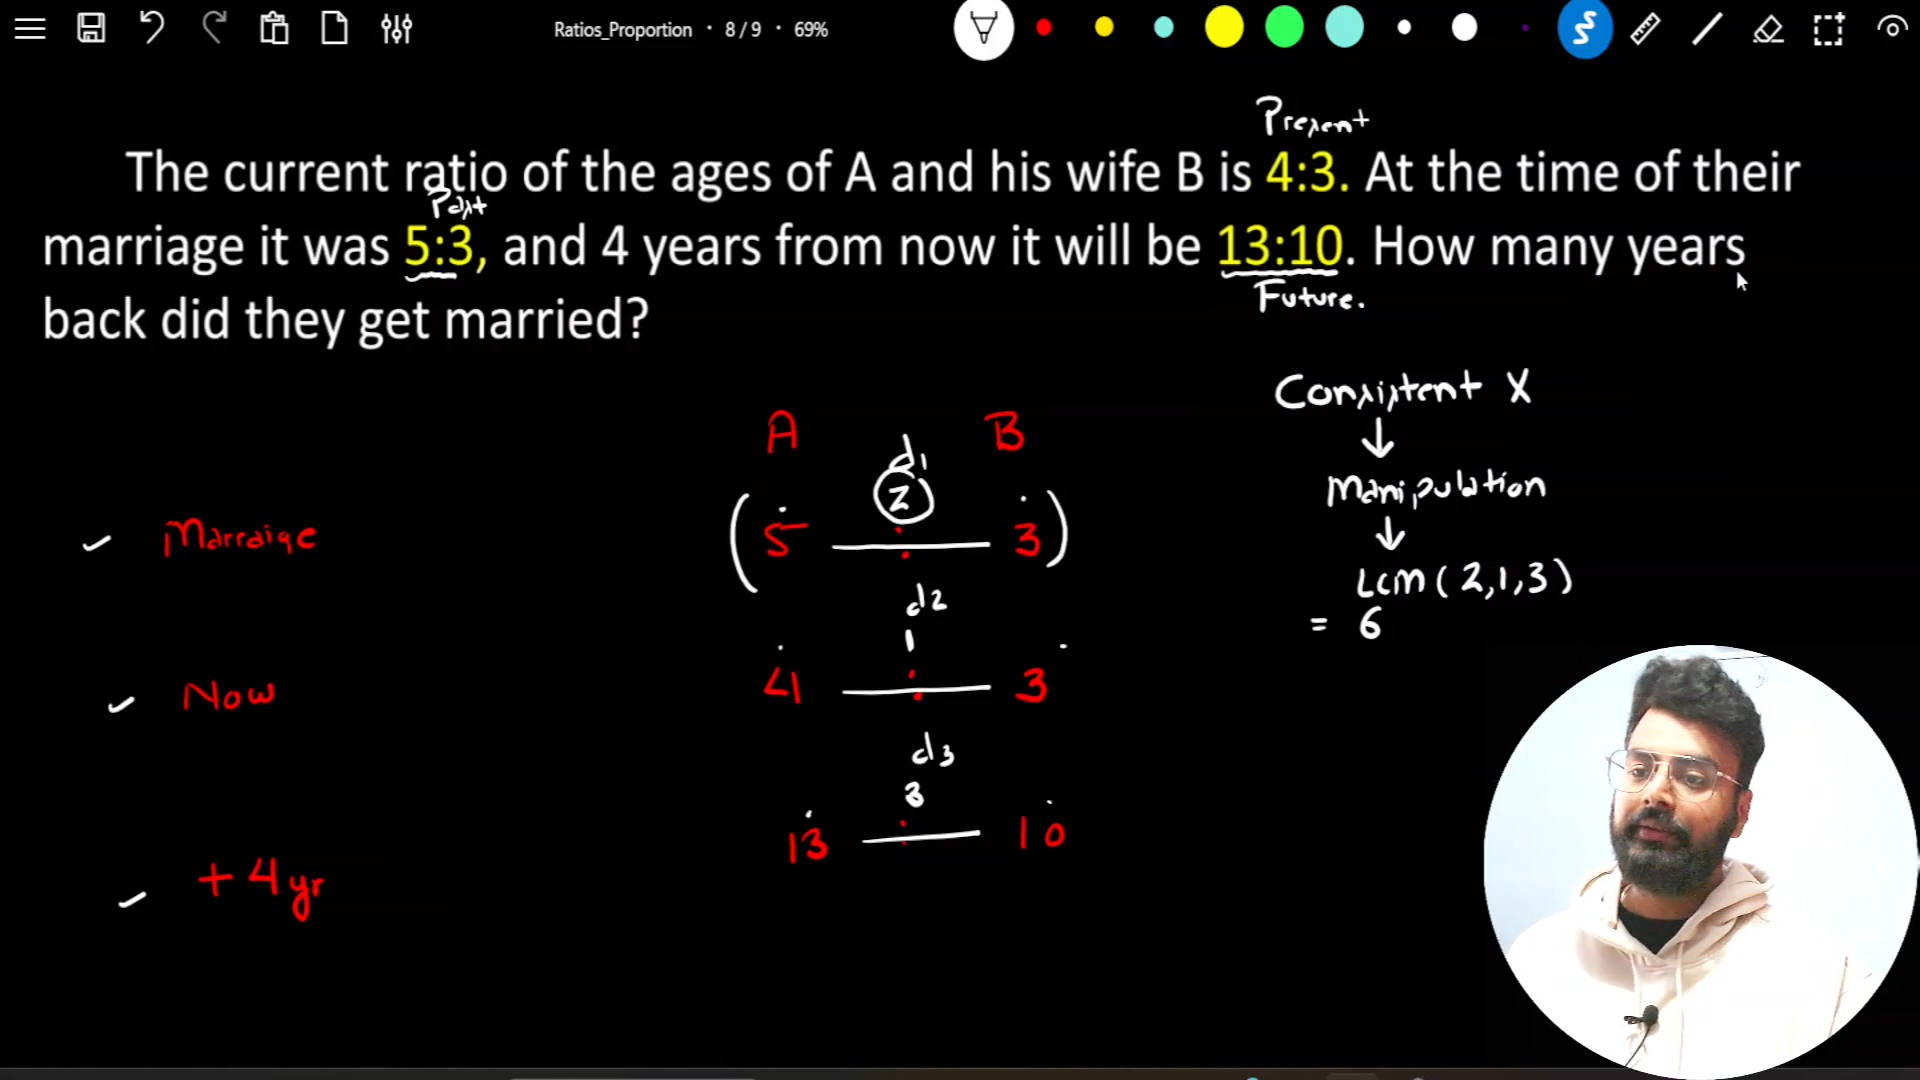 Ratios_Proportion • 8 / 9 • 69%
Present
The current ratio of the ages of A and his wife B is 4:3. At the time of their
Past
marriage it was 5:3, and 4 years from now it will be 13:10. How many years
Future.
back did they get married?
Consistent X
↓
Manipulation
↓
LCM ( 2,1,3 )
= 6
A B
d1
2
Marraige ( 5 : 3 )
d2
1
Now 4 : 3
d3
3
+ 4 yr 13 : 10